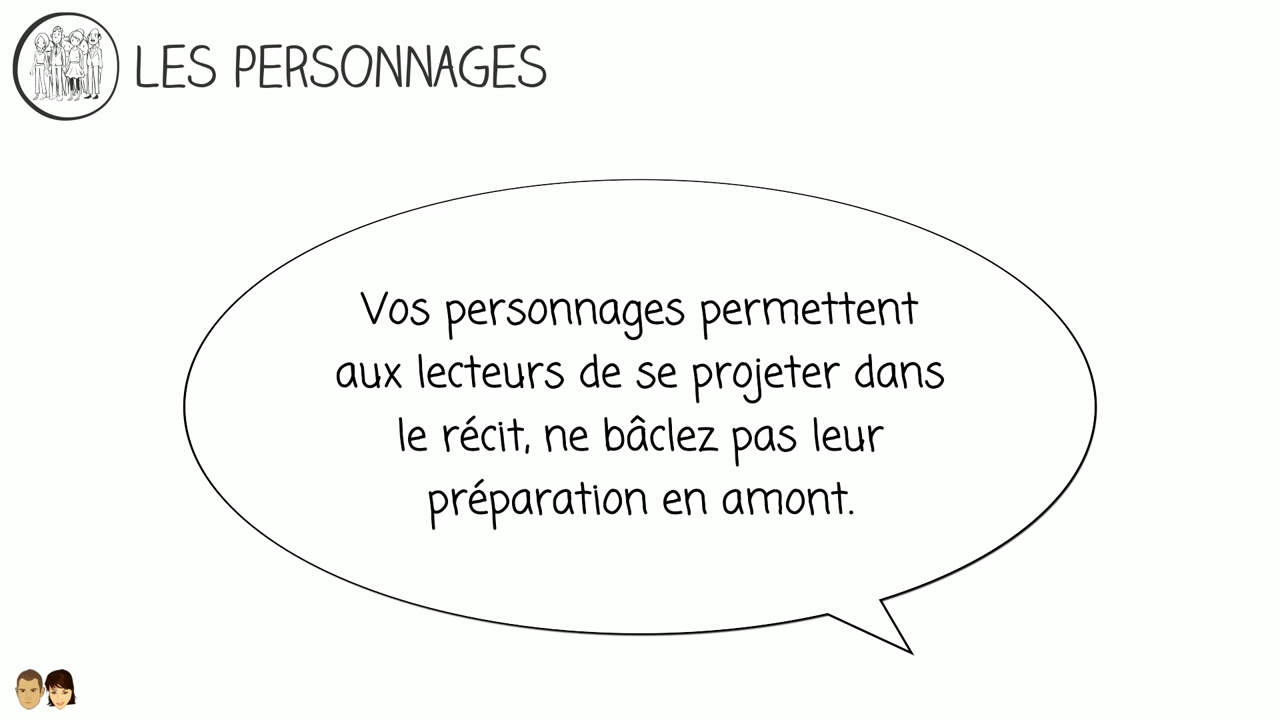 LES PERSONNAGES
Vos personnages permettent
aux lecteurs de se projeter dans
le récit, ne bâclez pas leur
préparation en amont.